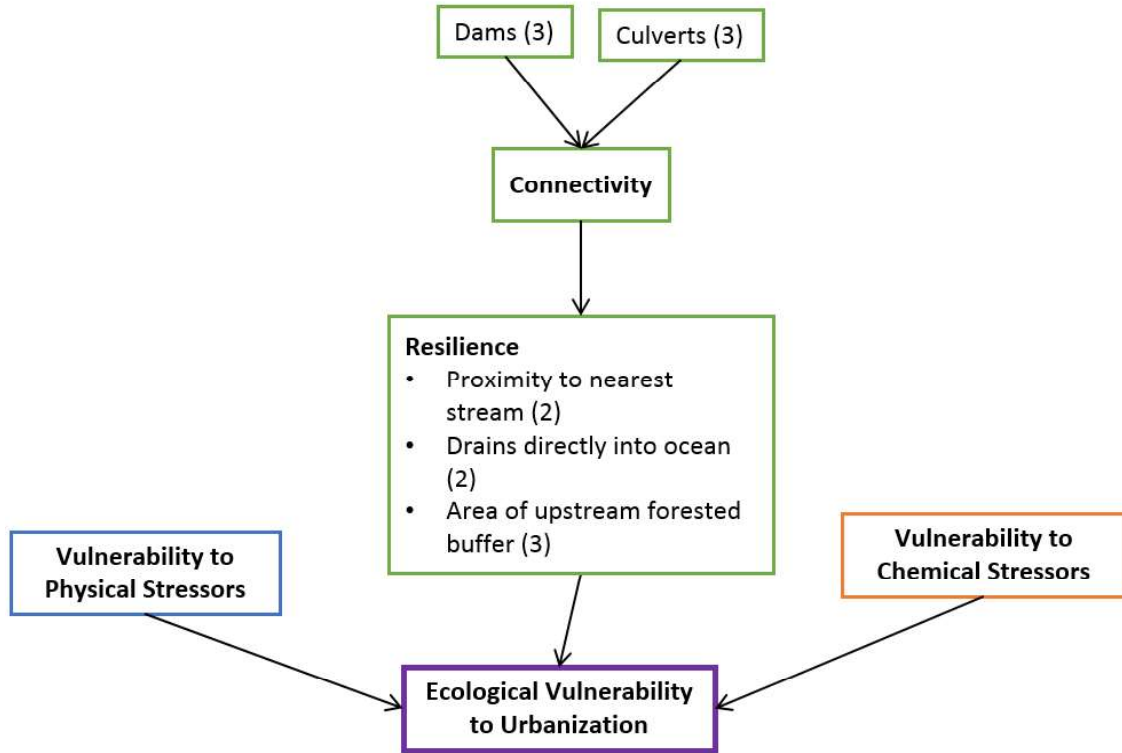 Dams (3)
Culverts (3)
Connectivity
Resilience
• Proximity to nearest
stream (2)
• Drains directly into ocean
(2)
• Area of upstream forested
buffer (3)
Vulnerability to
Physical Stressors
Vulnerability to
Chemical Stressors
Ecological Vulnerability
to Urbanization